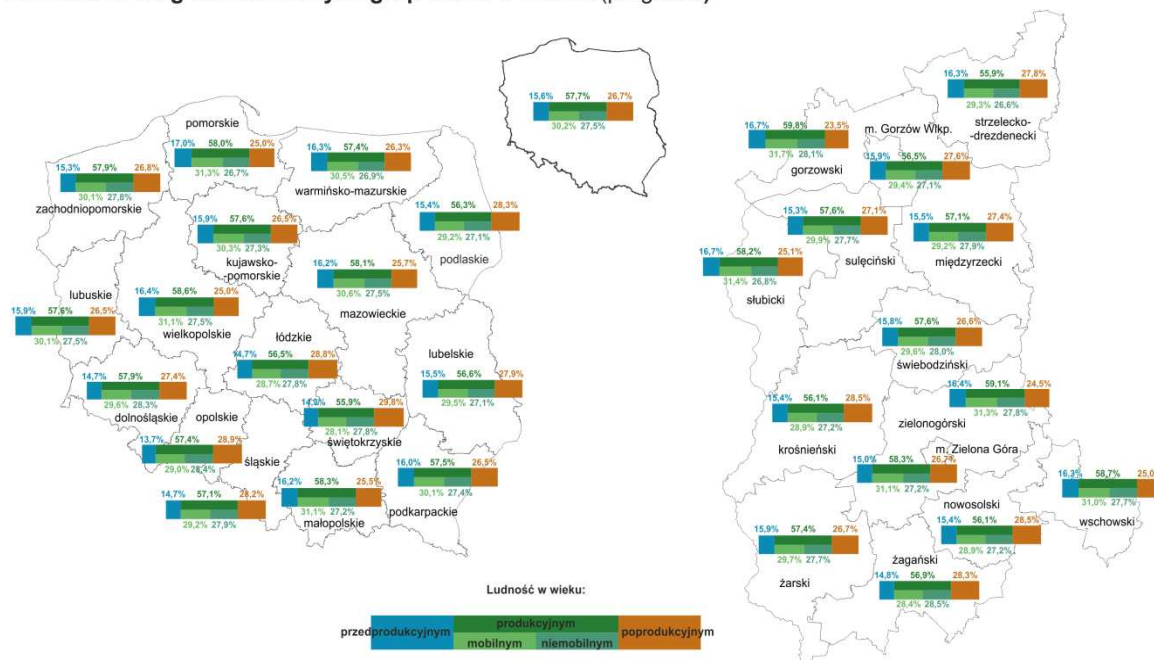 15,6% 57,7% 26,7%
30,2% 27,5%
pomorskie
17,0% 58,0% 25,0%
31,3% 26,7%
15,3% 57,9% 26,8%
30,1% 27,8%
zachodniopomorskie
16,3% 57,4% 26,3%
30,5% 26,9%
warmińsko-mazurskie
15,4% 56,3% 28,3%
29,2% 27,1%
podlaskie
15,9% 57,6% 26,5%
30,3% 27,3%
kujawsko-
-pomorskie
16,2% 58,1% 25,7%
30,6% 27,5%
mazowieckie
lubuskie
15,9% 57,6% 26,5%
30,1% 27,5%
16,4% 58,6% 25,0%
31,1% 27,5%
wielkopolskie
łódzkie
14,7% 56,5% 28,8%
28,7% 27,8%
lubelskie
15,5% 56,6% 27,9%
29,5% 27,1%
14,7% 57,9% 27,4%
29,6% 28,3%
dolnośląskie
opolskie
13,7% 57,4% 28,9%
29,0% 28,4%
55,9% 29,8%
28,1% 27,8%
świętokrzyskie
śląskie
14,7% 57,1% 28,2%
29,2% 27,9%
16,2% 58,3% 25,5%
31,1% 27,2%
małopolskie
16,0% 57,5% 26,5%
30,1% 27,4%
podkarpackie
16,3% 55,9% 27,8%
29,3% 26,6%
strzelecko-
-drezdenecki
16,7% 59,8% 23,5%
31,7% 28,1%
gorzowski
m. Gorzów Wlkp.
15,9% 56,5% 27,6%
29,4% 27,1%
15,3% 57,6% 27,1%
29,9% 27,7%
sulęciński
15,5% 57,1% 27,4%
29,2% 27,9%
międzyrzecki
16,7% 58,2% 25,1%
31,4% 26,8%
słubicki
15,8% 57,6% 26,6%
29,6% 28,0%
świebodziński
16,4% 59,1% 24,5%
31,3% 27,8%
zielonogórski
15,4% 56,1% 28,5%
28,9% 27,2%
krośnieński
m. Zielona Góra
15,0% 58,3% 26,7%
31,1% 27,2%
16,3% 58,7% 25,0
31,0% 27,7%
wschowski
nowosolski
15,4% 56,1% 28,5%
28,9% 27,2%
15,9% 57,4% 26,7%
29,7% 27,7%
żarski
żagański
14,8% 56,9% 28,3%
28,4% 28,5%
Ludność w wieku:
przedprodukcyjnym produkcyjnym poprodukcyjnym
mobilnym niemobilnym